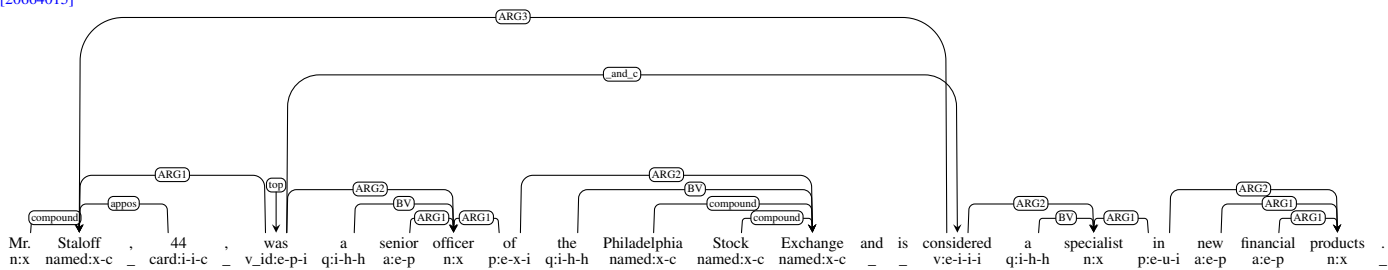 [20664015]
ARG3
_and_c
ARG1 top ARG2 ARG2
BV ARG2
compound appos BV compound ARG2 ARG1
ARG1 ARG1 compound BV ARG1 ARG1
Mr. Staloff , 44 , was a senior officer of the Philadelphia Stock Exchange and is considered a specialist in new financial products .
n:x named:x-c _ card:i-i-c _ v_id:e-p-i q:i-h-h a:e-p n:x p:e-x-i q:i-h-h named:x-c named:x-c named:x-c _ _ v:e-i-i-i q:i-h-h n:x p:e-u-i a:e-p a:e-p n:x _